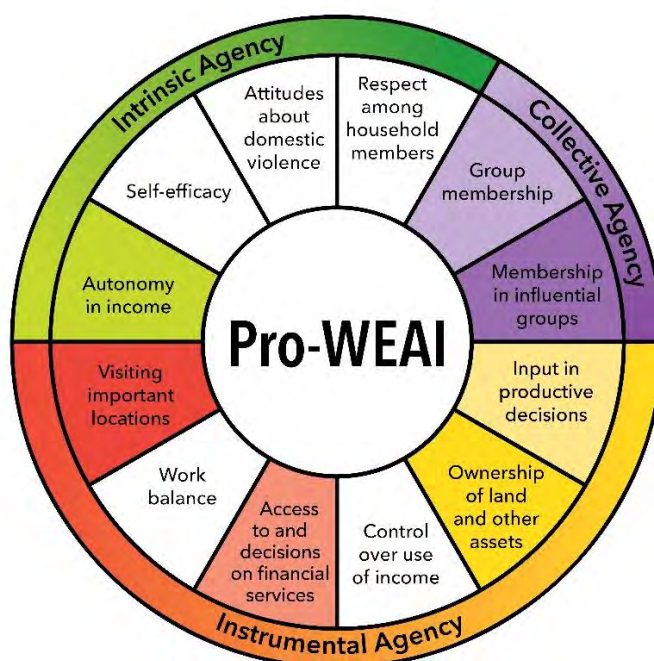 Intrinsic Agency
Attitudes
about
domestic
violence
Respect
among
household
members
Collective Agency
Self-efficacy
Group
membership
Autonomy
in income
Membership
in influential
groups
Pro-WEAI
Visiting
important
locations
Input in
productive
decisions
Work
balance
Access
to and
decisions
on financial
services
Control
over use
of income
Ownership
of land
and other
assets
Instrumental Agency